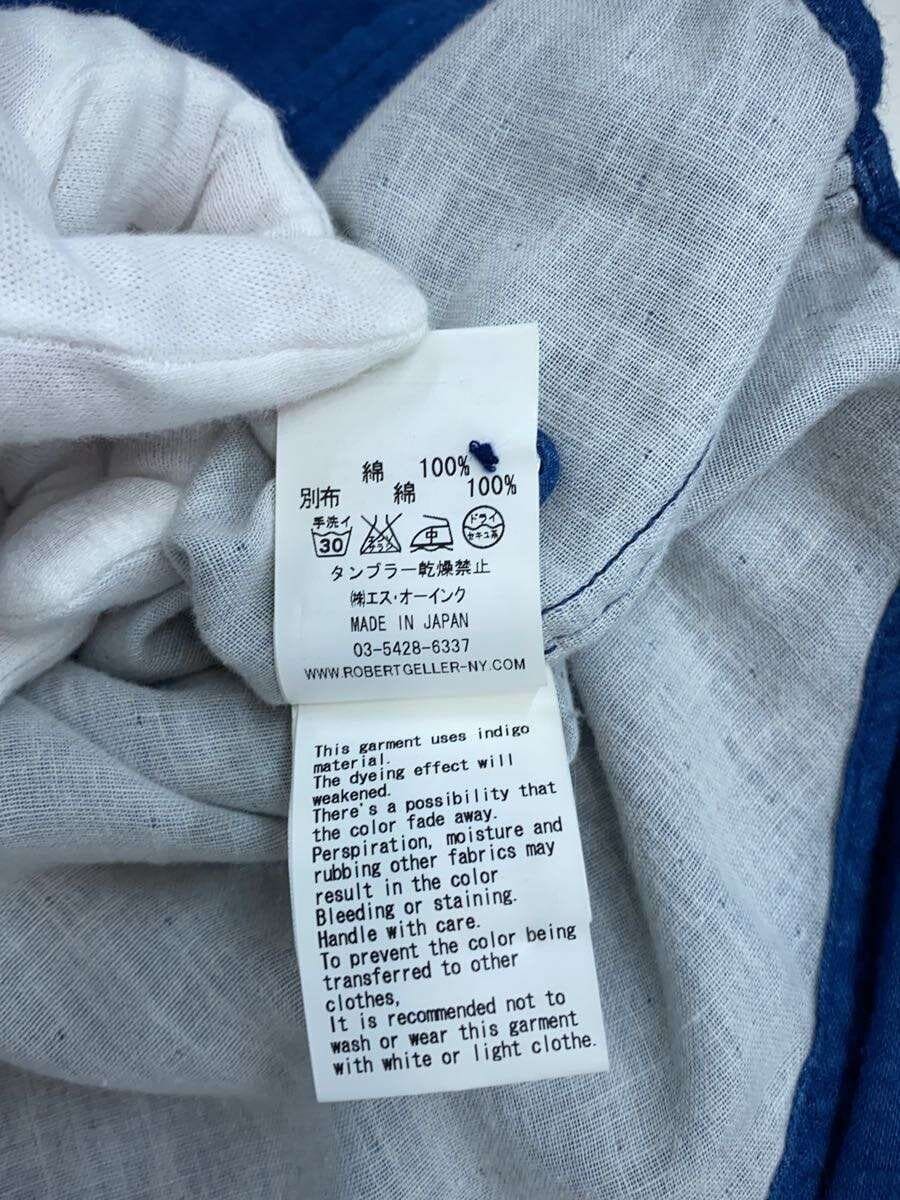 綿 100%
別布 綿 100%
手洗イ
30 中 ドライ
セキユ系
タンブラー乾燥禁止
㈱エス・オーインク
MADE IN JAPAN
03-5428-6337
WWW.ROBERTGELLER-NY.COM
This garment uses indigo
material.
The dyeing effect will
weakened.
There's a possibility that
the color fade away.
Perspiration, moisture and
rubbing other fabrics may
result in the color
Bleeding or staining.
Handle with care.
To prevent the color being
transferred to other
clothes,
It is recommended not to
wash or wear this garment
with white or light clothe.